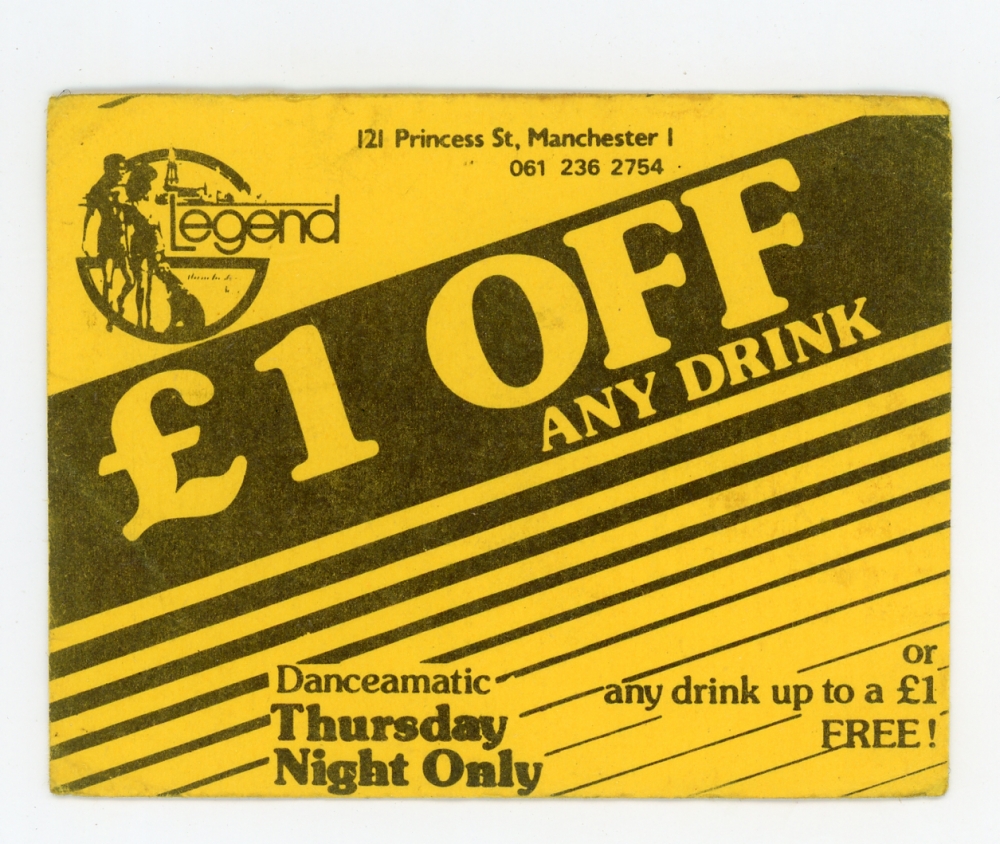 121 Princess St, Manchester 1
061 236 2754
Legend
£1 OFF
ANY DRINK
Danceamatic
Thursday
Night Only
or
any drink up to a £1
FREE!